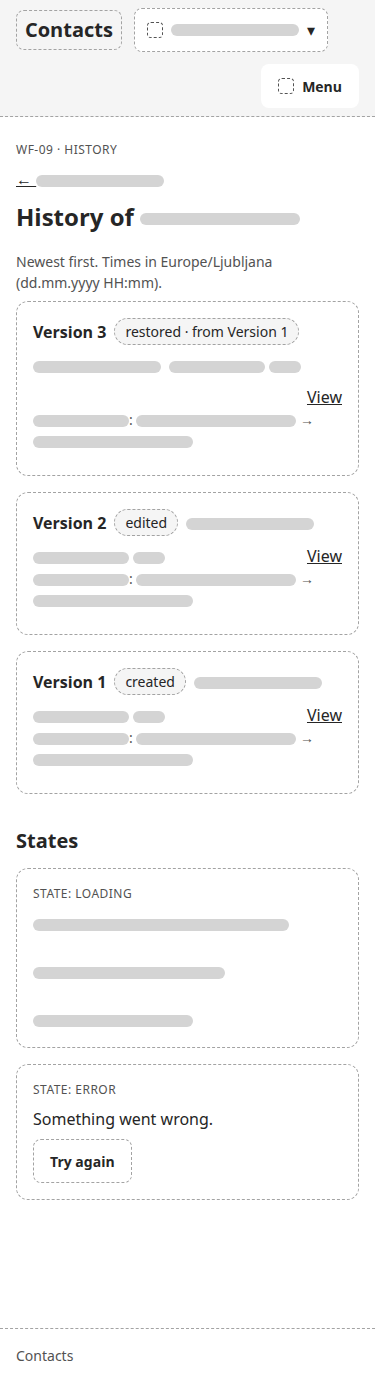 Contacts ▾
Menu
WF-09 · HISTORY
←
History of
Newest first. Times in Europe/Ljubljana
(dd.mm.yyyy HH:mm).
Version 3 restored · from Version 1
View
: →
Version 2 edited
View
: →
Version 1 created
View
: →
States
STATE: LOADING
STATE: ERROR
Something went wrong.
Try again
Contacts